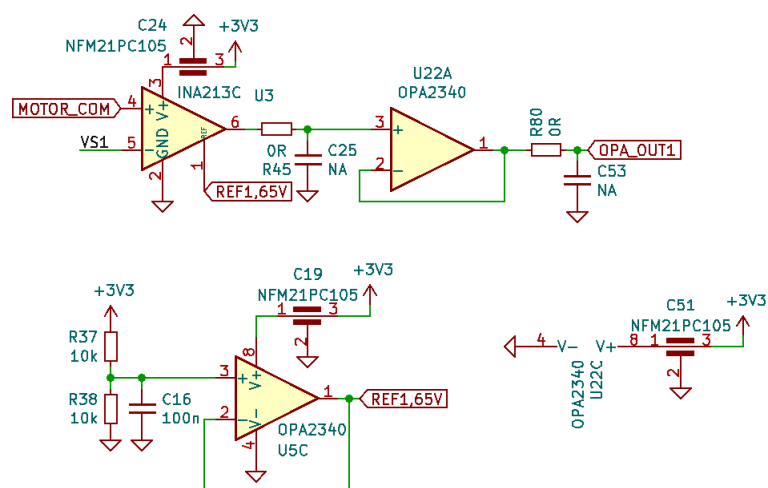 C24
+3V3
NFM21PC105
2
1
3
3
INA213C
U3
MOTOR_COM
4
+
V+
6
VS1
5
-
GND
REF
2
1
REF1,65V
0R
R45
C25
NA
U22A
OPA2340
3
+
1
2
-
R80
0R
OPA_OUT1
C53
NA
+3V3
R37
10k
R38
10k
C16
100n
C19
NFM21PC105
+3V3
1
3
2
8
V+
3
+
1
2
-
V-
4
OPA2340
U5C
REF1,65V
4
V-
V+
8
OPA2340
U22C
C51
NFM21PC105
+3V3
1
3
2